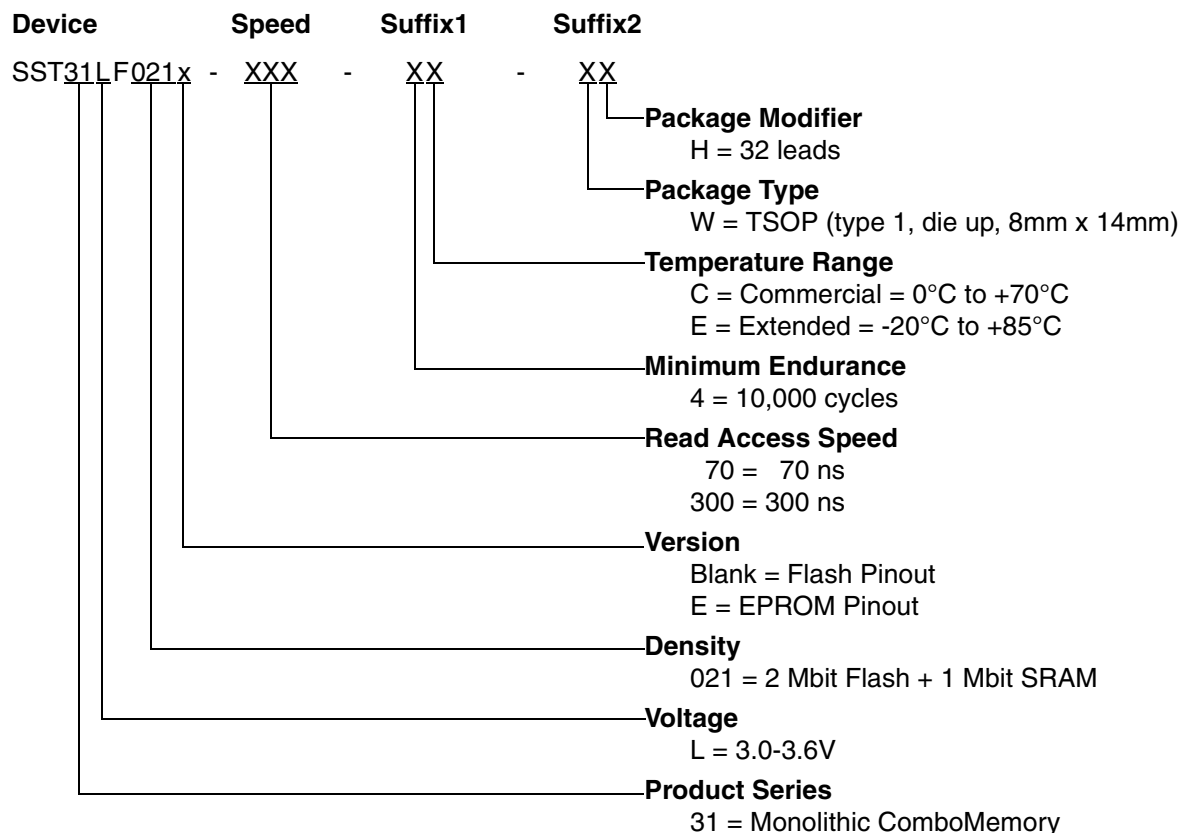 Device Speed Suffix1 Suffix2
SST31LF021x - XXX - XX - XX
Package Modifier
H = 32 leads
Package Type
W = TSOP (type 1, die up, 8mm x 14mm)
Temperature Range
C = Commercial = 0°C to +70°C
E = Extended = -20°C to +85°C
Minimum Endurance
4 = 10,000 cycles
Read Access Speed
70 = 70 ns
300 = 300 ns
Version
Blank = Flash Pinout
E = EPROM Pinout
Density
021 = 2 Mbit Flash + 1 Mbit SRAM
Voltage
L = 3.0-3.6V
Product Series
31 = Monolithic ComboMemory